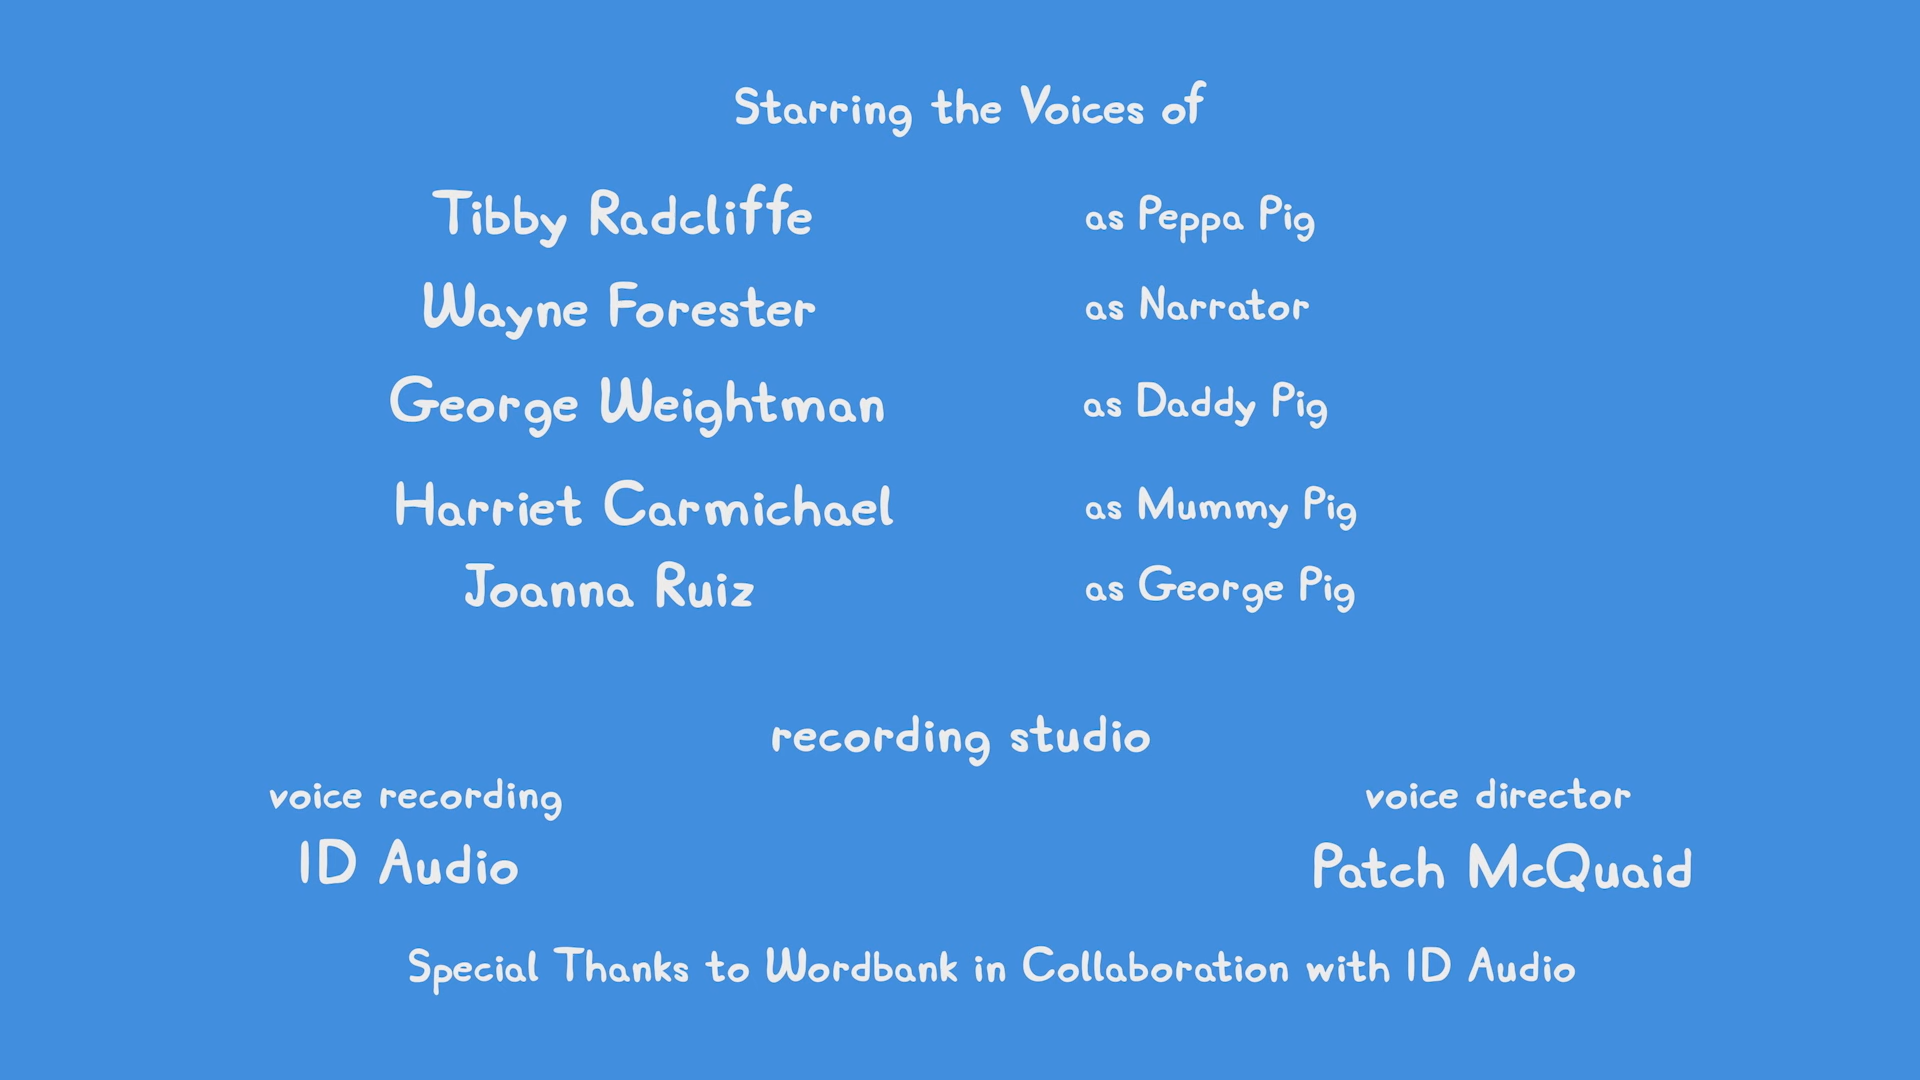 Starring the Voices of
Tibby Radcliffe as Peppa Pig
Wayne Forester as Narrator
George Weightman as Daddy Pig
Harriet Carmichael as Mummy Pig
Joanna Ruiz as George Pig
recording studio
voice recording voice director
ID Audio Patch McQuaid
Special Thanks to Wordbank in Collaboration with ID Audio